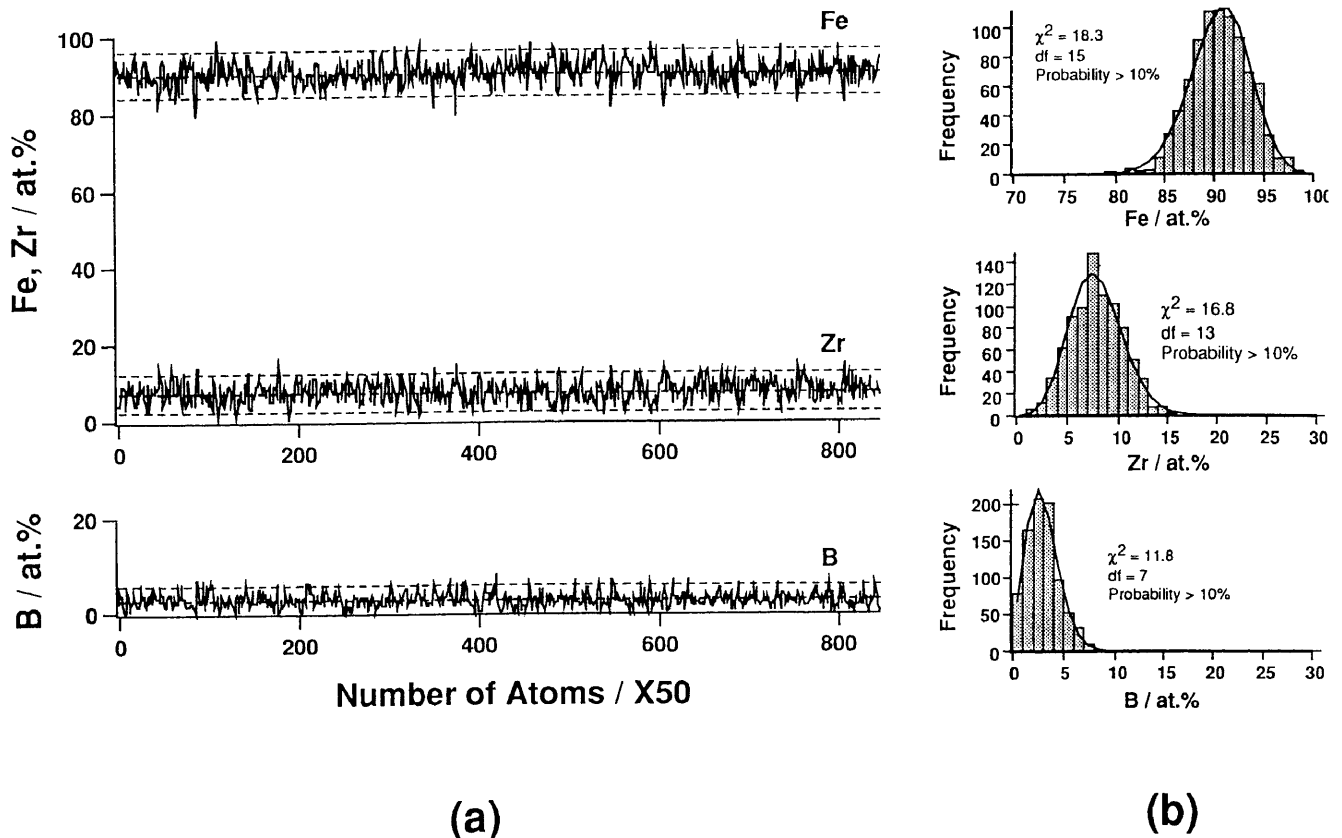 Fe
100
80
60
40
20
0
Fe, Zr / at.%
Zr
0
200
400
600
800
20
0
B / at.%
B
0
200
400
600
800
Number of Atoms / X50
(a)
100
80
60
40
20
0
Frequency
χ² = 18.3
df = 15
Probability > 10%
70
75
80
85
90
95
100
Fe / at.%
140
120
100
80
60
40
20
0
Frequency
χ² = 16.8
df = 13
Probability > 10%
0
5
10
15
20
25
30
Zr / at.%
200
150
100
50
0
Frequency
χ² = 11.8
df = 7
Probability > 10%
0
5
10
15
20
25
30
B / at.%
(b)